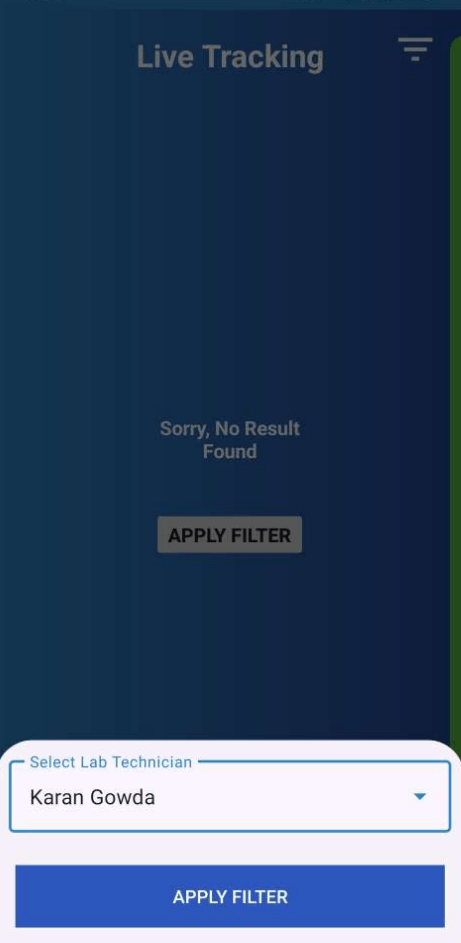 Live Tracking
Sorry, No Result
Found
APPLY FILTER
Select Lab Technician
Karan Gowda
APPLY FILTER